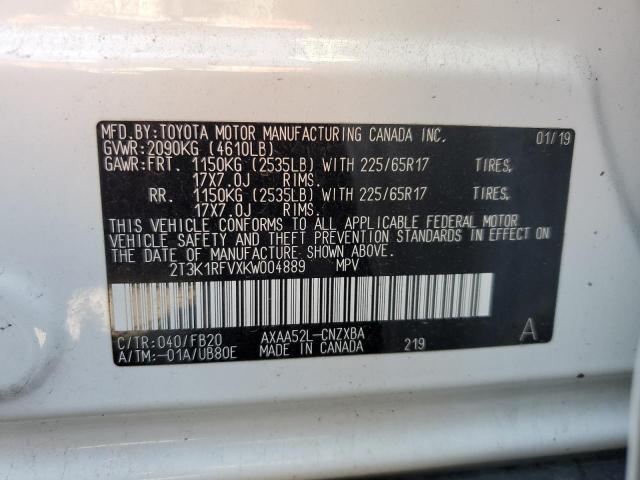 MFD.BY:TOYOTA MOTOR MANUFACTURING CANADA INC. 01/19
GVWR:2090KG (4610LB)
GAWR:FRT. 1150KG (2535LB) WITH 225/65R17 TIRES,
17X7.0J RIMS.
RR. 1150KG (2535LB) WITH 225/65R17 TIRES,
17X7.0J RIMS.
THIS VEHICLE CONFORMS TO ALL APPLICABLE FEDERAL MOTOR
VEHICLE SAFETY AND THEFT PREVENTION STANDARDS IN EFFECT ON
THE DATE OF MANUFACTURE SHOWN ABOVE.
2T3K1RFVXKW004889 MPV
C/TR:040/FB20 AXAA52L-CNZXBA A
A/TM:-01A/UB80E MADE IN CANADA 219